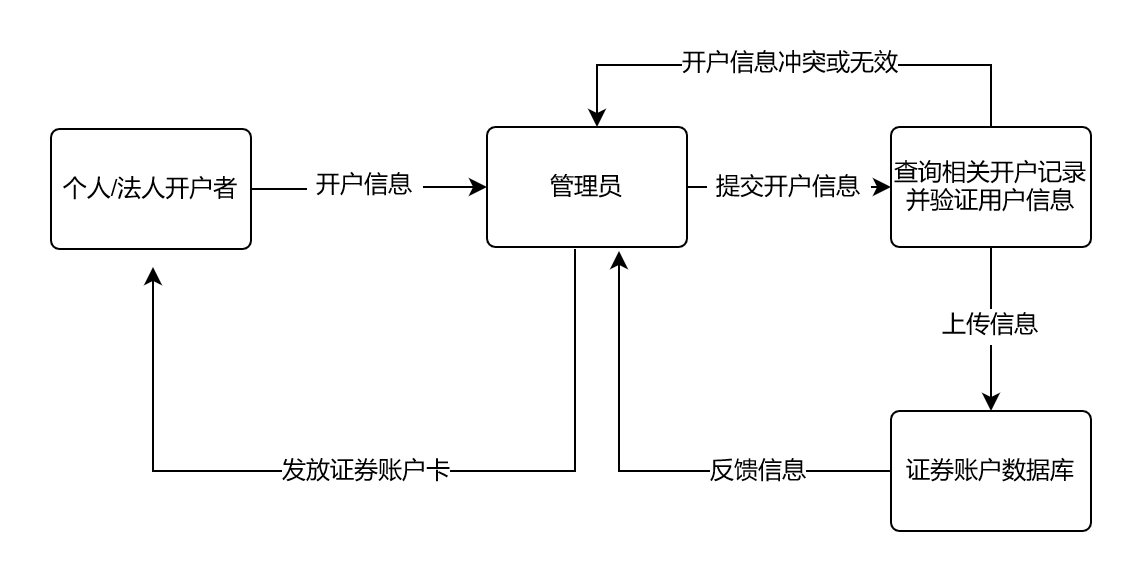 开户信息冲突或无效
个人/法人开户者
开户信息
管理员
提交开户信息
查询相关开户记录
并验证用户信息
上传信息
发放证券账户卡
反馈信息
证券账户数据库